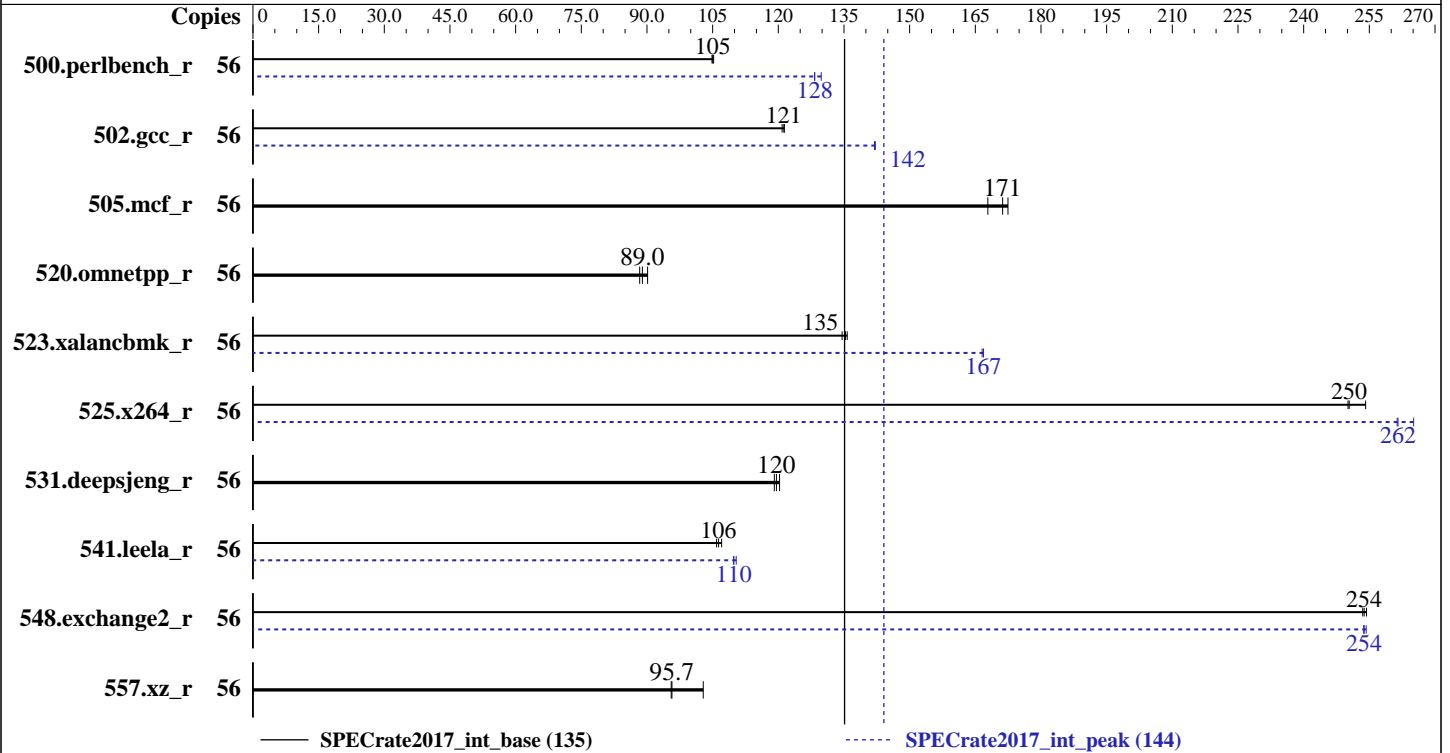 Copies 0 15.0 30.0 45.0 60.0 75.0 90.0 105 120 135 150 165 180 195 210 225 240 255 270
105
500.perlbench_r 56
128
121
502.gcc_r 56
142
171
505.mcf_r 56
89.0
520.omnetpp_r 56
135
523.xalancbmk_r 56
167
250
525.x264_r 56
262
120
531.deepsjeng_r 56
106
541.leela_r 56
110
254
548.exchange2_r 56
254
95.7
557.xz_r 56
SPECrate2017_int_base (135) SPECrate2017_int_peak (144)